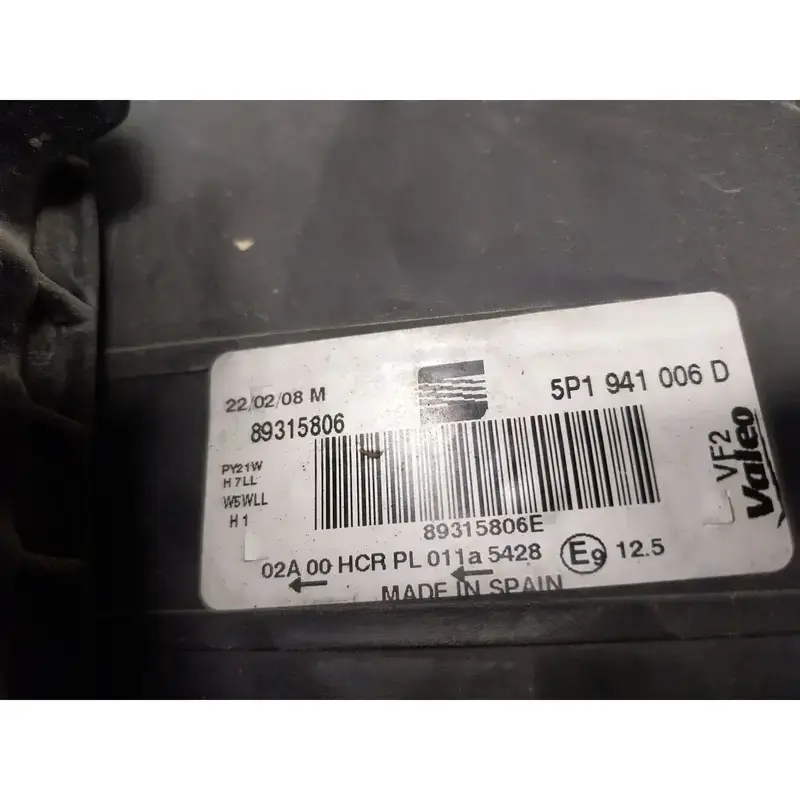 22/02/08 M
5P1 941 006 D
89315806
PY21W
H7LL
W5WLL
H1
89315806E
VF2
Valeo
02A 00 HCR PL 011a 5428 E9 12.5
MADE IN SPAIN